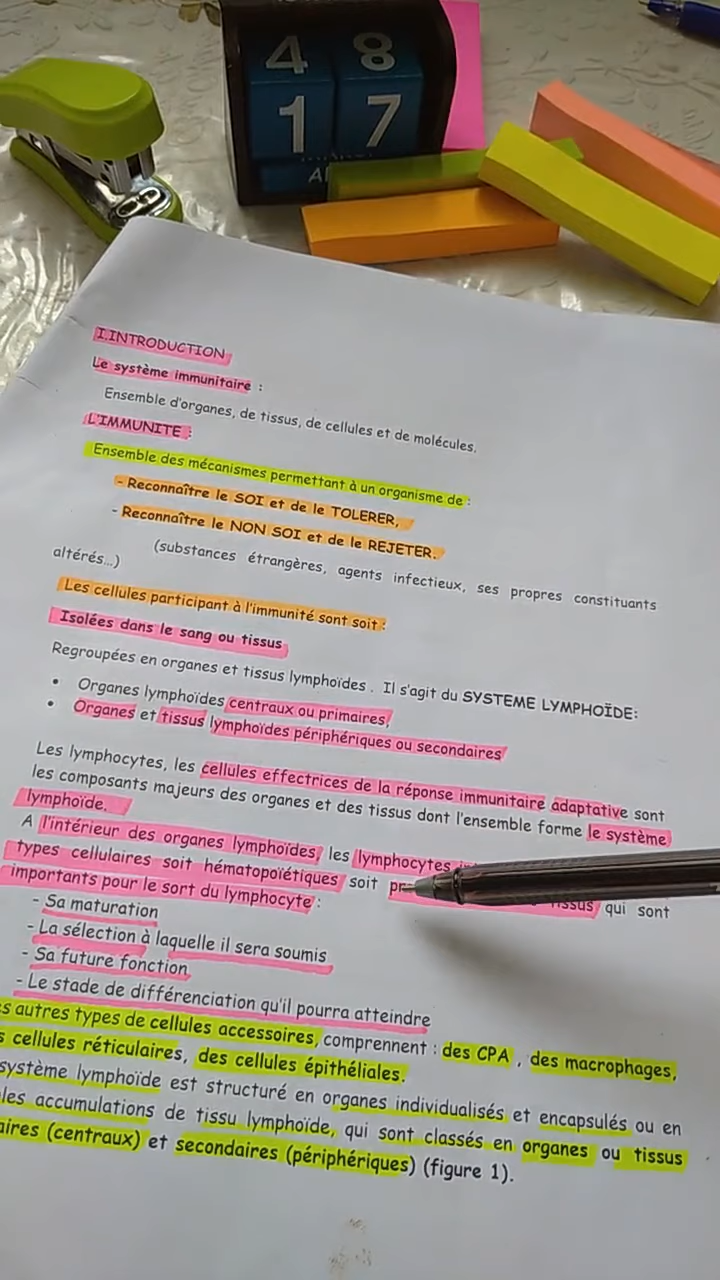 4 8
1 7
I.INTRODUCTION
Le système immunitaire :
Ensemble d'organes, de tissus, de cellules et de molécules.
L'IMMUNITE :
Ensemble des mécanismes permettant à un organisme de :
- Reconnaître le SOI et de le TOLERER,
- Reconnaître le NON SOI et de le REJETER.
(substances étrangères, agents infectieux, ses propres constituants
altérés...)
Les cellules participant à l'immunité sont soit :
Isolées dans le sang ou tissus
Regroupées en organes et tissus lymphoïdes . Il s'agit du SYSTEME LYMPHOÏDE:
• Organes lymphoïdes centraux ou primaires,
• Organes et tissus lymphoïdes périphériques ou secondaires
Les lymphocytes, les cellules effectrices de la réponse immunitaire adaptative sont
les composants majeurs des organes et des tissus dont l'ensemble forme le système
lymphoïde.
A l'intérieur des organes lymphoïdes, les lymphocytes
types cellulaires soit hématopoïétiques soit tissus qui sont
importants pour le sort du lymphocyte :
- Sa maturation
- La sélection à laquelle il sera soumis
- Sa future fonction
- Le stade de différenciation qu'il pourra atteindre
autres types de cellules accessoires, comprennent : des CPA , des macrophages,
cellules réticulaires, des cellules épithéliales.
système lymphoïde est structuré en organes individualisés et encapsulés ou en
accumulations de tissu lymphoïde, qui sont classés en organes ou tissus
(centraux) et secondaires (périphériques) (figure 1).